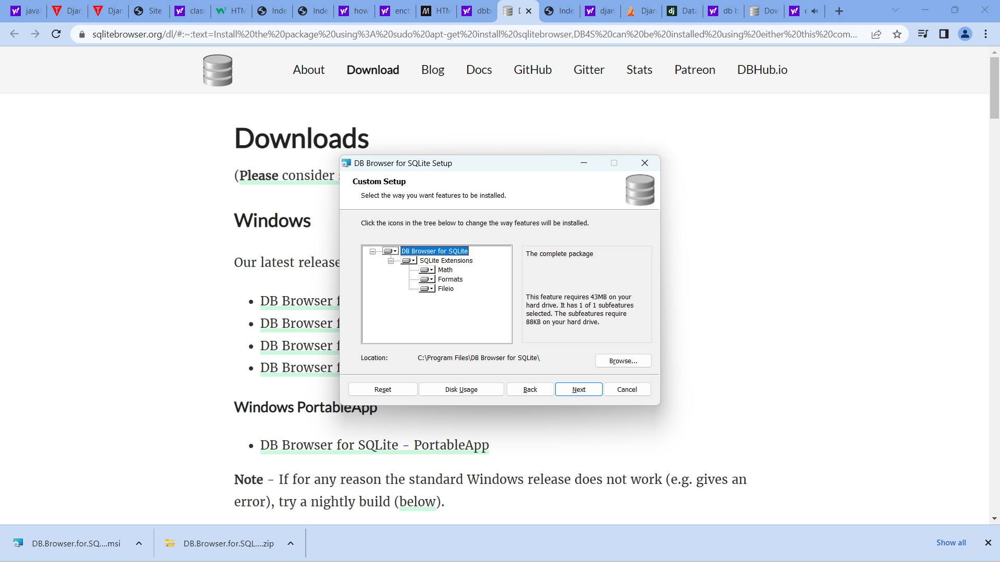 java
Djan
Djan
Site
class
HTM
Inde
Inde
how
enct
HTM
dbb
D
Inde
djan
Djan
Data
db b
Dow
sqlitebrowser.org/dl/#:~:text=Install%20the%20package%20using%3A%20sudo%20apt-get%20install%20sqlitebrowser,DB4S%20can%20be%20installed%20using%20either%20this%20com...
About Download Blog Docs GitHub Gitter Stats Patreon DBHub.io
Downloads
(Please consider
DB Browser for SQLite Setup
Custom Setup
Select the way you want features to be installed.
Windows
Click the icons in the tree below to change the way features will be installed.
Our latest release
DB Browser for SQLite
SQLite Extensions
Math
Formats
Fileio
The complete package
This feature requires 43MB on your
hard drive. It has 1 of 1 subfeatures
selected. The subfeatures require
88KB on your hard drive.
DB Browser f
DB Browser f
DB Browser f
DB Browser f
Location: C:\Program Files\DB Browser for SQLite\
Browse...
Reset Disk Usage Back Next Cancel
Windows PortableApp
DB Browser for SQLite - PortableApp
Note - If for any reason the standard Windows release does not work (e.g. gives an
error), try a nightly build (below).
DB.Browser.for.SQ....msi
DB.Browser.for.SQL....zip
Show all